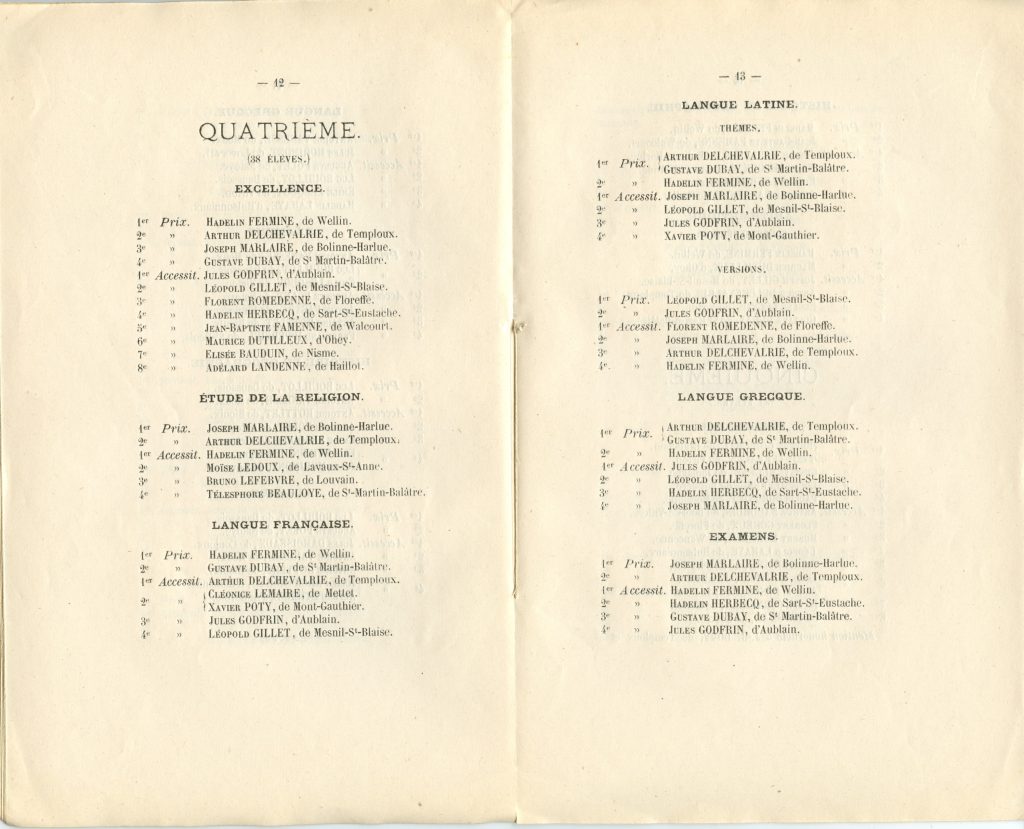 — 12 —
QUATRIÈME.
(38 ÉLÈVES.)
EXCELLENCE.
1er Prix. HADELIN FERMINE, de Wellin.
2e » ARTHUR DELCHEVALRIE, de Temploux.
3e » JOSEPH MARLAIRE, de Bolinne-Harlue.
4e » GUSTAVE DUBAY, de St Martin-Balâtre.
1er Accessit. JULES GODFRIN, d'Aublain.
2e » LÉOPOLD GILLET, de Mesnil-St-Blaise.
3e » FLORENT ROMEDENNE, de Floreffe.
4e » HADELIN HERBECQ, de Sart-St-Eustache.
5e » JEAN-BAPTISTE FAMENNE, de Walcourt.
6e » MAURICE DUTILLEUX, d'Ohey.
7e » ELISÉE BAUDUIN, de Nisme.
8e » ADÉLARD LANDENNE, de Haillot.
ÉTUDE DE LA RELIGION.
1er Prix. JOSEPH MARLAIRE, de Bolinne-Harlue.
2e » ARTHUR DELCHEVALRIE, de Temploux.
1er Accessit. HADELIN FERMINE, de Wellin.
2e » MOÏSE LEDOUX, de Lavaux-St-Anne.
3e » BRUNO LEFEBVRE, de Louvain.
4e » TÉLESPHORE BEAULOYE, de St-Martin-Balâtre.
LANGUE FRANÇAISE.
1er Prix. HADELIN FERMINE, de Wellin.
2e » GUSTAVE DUBAY, de St Martin-Balâtre.
1er Accessit. ARTHUR DELCHEVALRIE, de Temploux.
2e » CLÉONICE LEMAIRE, de Mettet.
XAVIER POTY, de Mont-Gauthier.
3e » JULES GODFRIN, d'Aublain.
4e » LÉOPOLD GILLET, de Mesnil-St-Blaise.
— 13 —
LANGUE LATINE.
THEMES.
1er Prix. ARTHUR DELCHEVALRIE, de Temploux.
GUSTAVE DUBAY, de St Martin-Balâtre.
2e » HADELIN FERMINE, de Wellin.
1er Accessit. JOSEPH MARLAIRE, de Bolinne-Harlue.
2e » LÉOPOLD GILLET, de Mesnil-St-Blaise.
3e » JULES GODFRIN, d'Aublain.
4e » XAVIER POTY, de Mont-Gauthier.
VERSIONS.
1er Prix. LÉOPOLD GILLET, de Mesnil-St-Blaise.
2e » JULES GODFRIN, d'Aublain.
1er Accessit. FLORENT ROMEDENNE, de Floreffe.
2e » JOSEPH MARLAIRE, de Bolinne-Harlue.
3e » ARTHUR DELCHEVALRIE, de Temploux.
4e. » HADELIN FERMINE, de Wellin.
LANGUE GRECQUE.
1er Prix. ARTHUR DELCHEVALRIE, de Temploux.
GUSTAVE DUBAY, de St Martin-Balâtre.
2e » HADELIN FERMINE, de Wellin.
1er Accessit. JULES GODFRIN, d'Aublain.
2e » LÉOPOLD GILLET, de Mesnil-St-Blaise.
3e » HADELIN HERBECQ, de Sart-St-Eustache.
4e » JOSEPH MARLAIRE, de Bolinne-Harlue.
EXAMENS.
1er Prix. JOSEPH MARLAIRE, de Bolinne-Harlue.
2e » ARTHUR DELCHEVALRIE, de Temploux.
1er Accessit. HADELIN FERMINE, de Wellin.
2e » HADELIN HERBECQ, de Sart-St-Eustache.
3e » GUSTAVE DUBAY, de St Martin-Balâtre.
4e » JULES GODFRIN, d'Aublain.